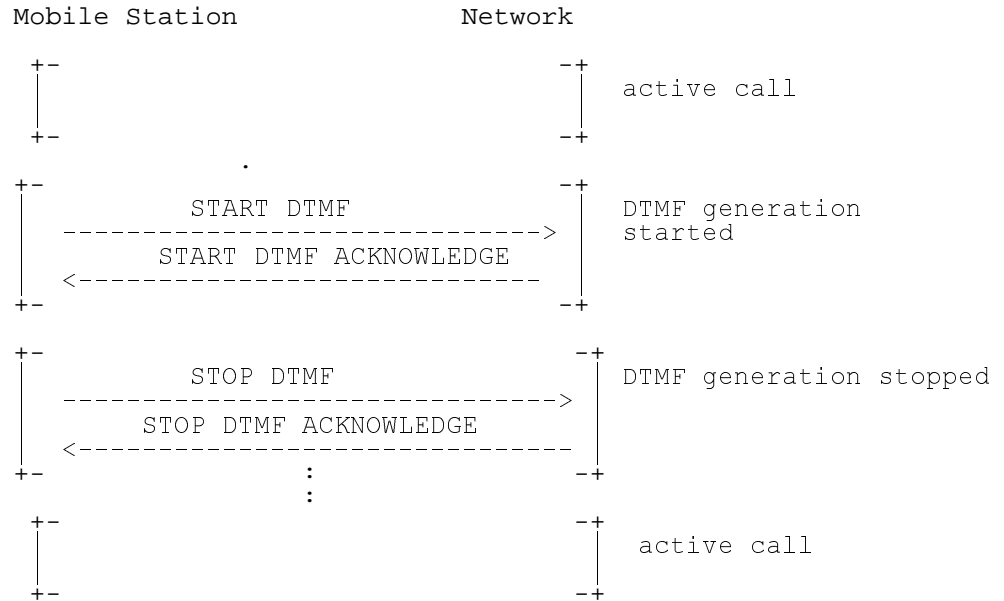 Mobile Station Network
active call
START DTMF DTMF generation
started
START DTMF ACKNOWLEDGE
STOP DTMF DTMF generation stopped
STOP DTMF ACKNOWLEDGE
active call